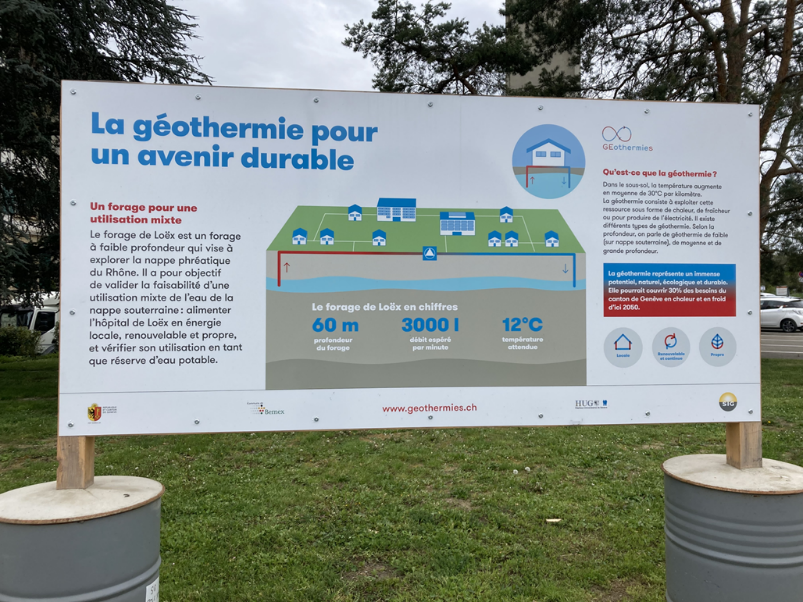 La géothermie pour
un avenir durable
Un forage pour une
utilisation mixte
Le forage de Loëx est un forage
à faible profondeur qui vise à
explorer la nappe phréatique
du Rhône. Il a pour objectif
de valider la faisabilité d'une
utilisation mixte de l'eau de la
nappe souterraine : alimenter
l'hôpital de Loëx en énergie
locale, renouvelable et propre,
et vérifier son utilisation en tant
que réserve d'eau potable.
Le forage de Loëx en chiffres
60 m
profondeur
du forage
3000 l
débit espéré
par minute
12°C
température
attendue
GEothermies
Qu'est-ce que la géothermie ?
Dans le sous-sol, la température augmente
en moyenne de 30°C par kilomètre.
La géothermie consiste à exploiter cette
ressource sous forme de chaleur, de fraîcheur
ou pour produire de l'électricité. Il existe
différents types de géothermie. Selon la
profondeur, on parle de géothermie de faible
(sur nappe souterraine), de moyenne et de
grande profondeur.
La géothermie représente un immense
potentiel, naturel, écologique et durable.
Elle pourrait couvrir 30% des besoins du
canton de Genève en chaleur et en froid
d'ici 2050.
Locale
Renouvelable
et continue
Propre
Bernex
www.geothermies.ch
HUG
SIG